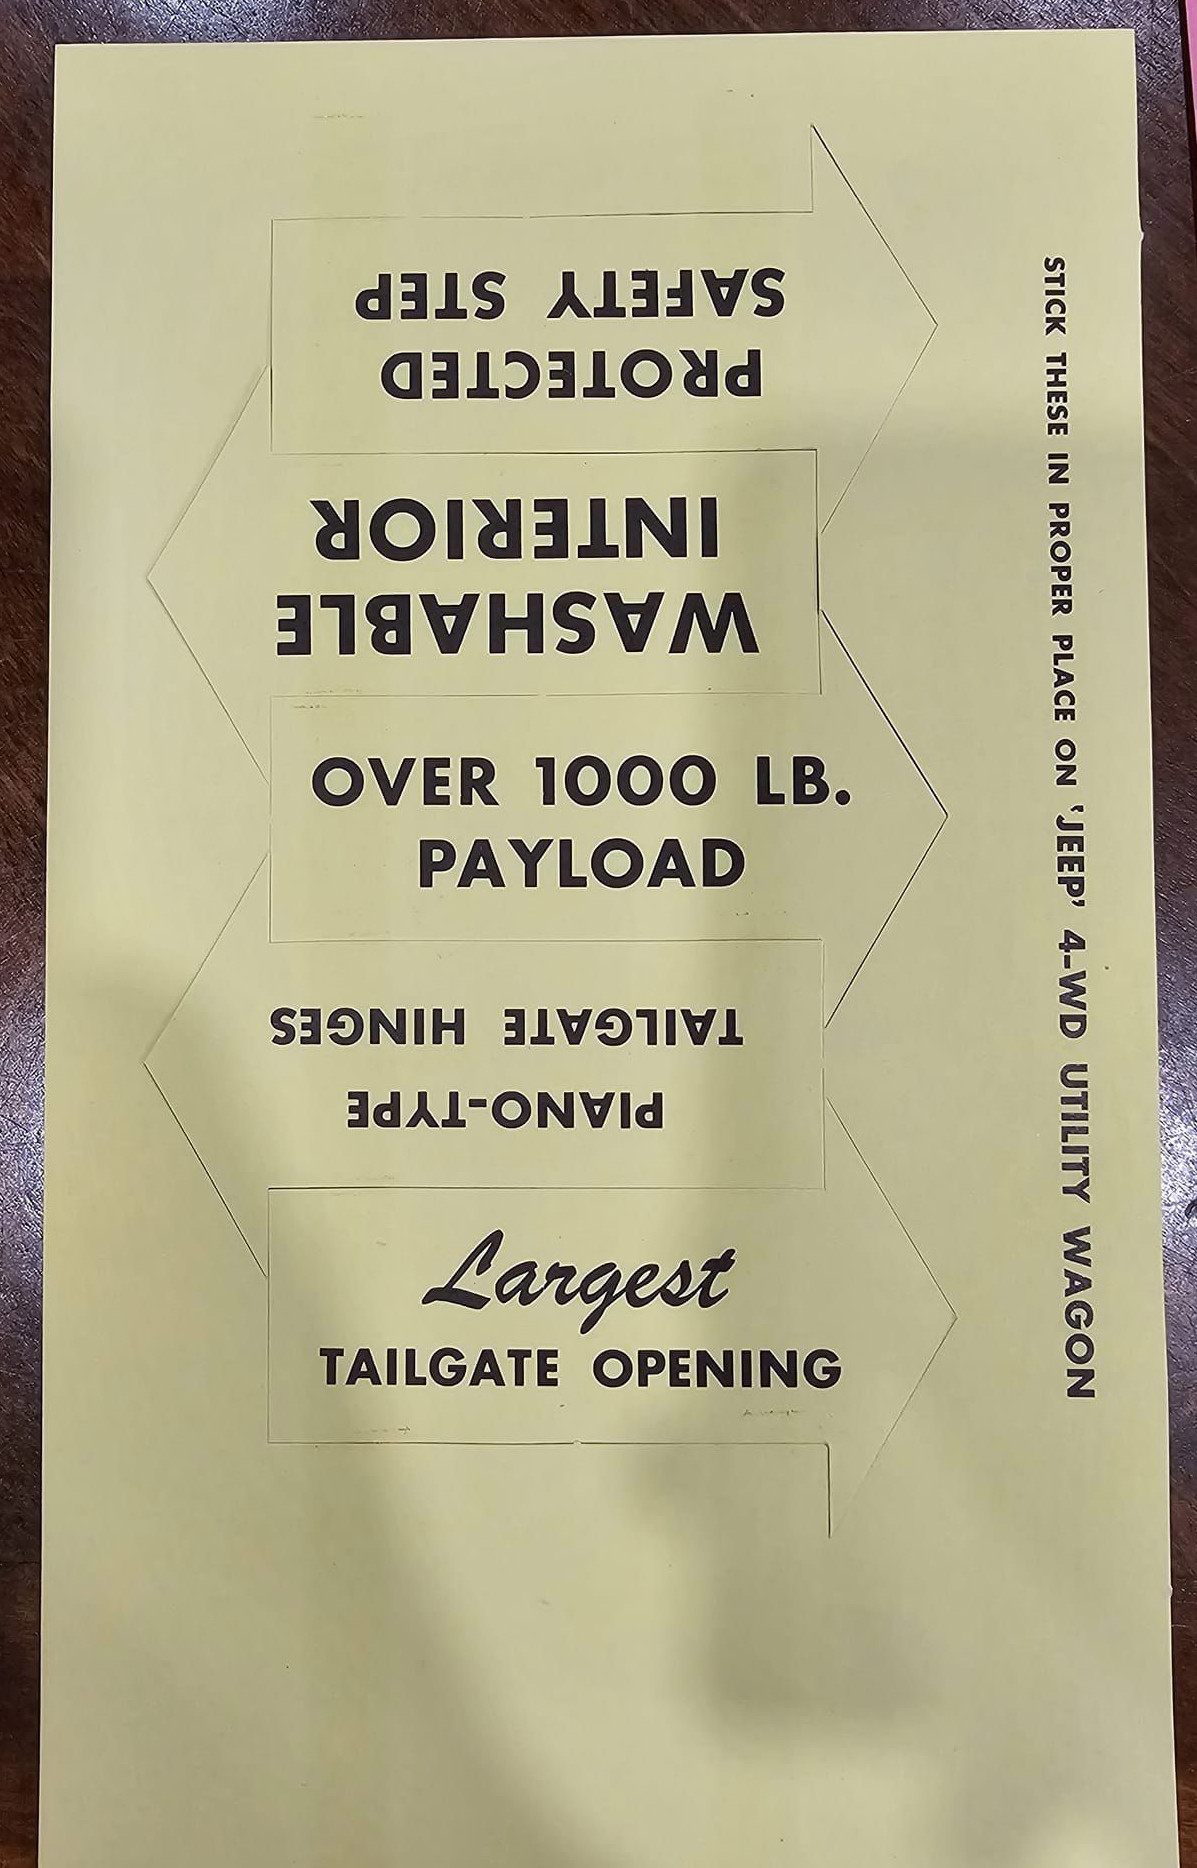 PROTECTED
SAFETY STEP
WASHABLE
INTERIOR
OVER 1000 LB.
PAYLOAD
PIANO-TYPE
TAILGATE HINGES
Largest
TAILGATE OPENING
STICK THESE IN PROPER PLACE ON 'JEEP' 4-WD UTILITY WAGON